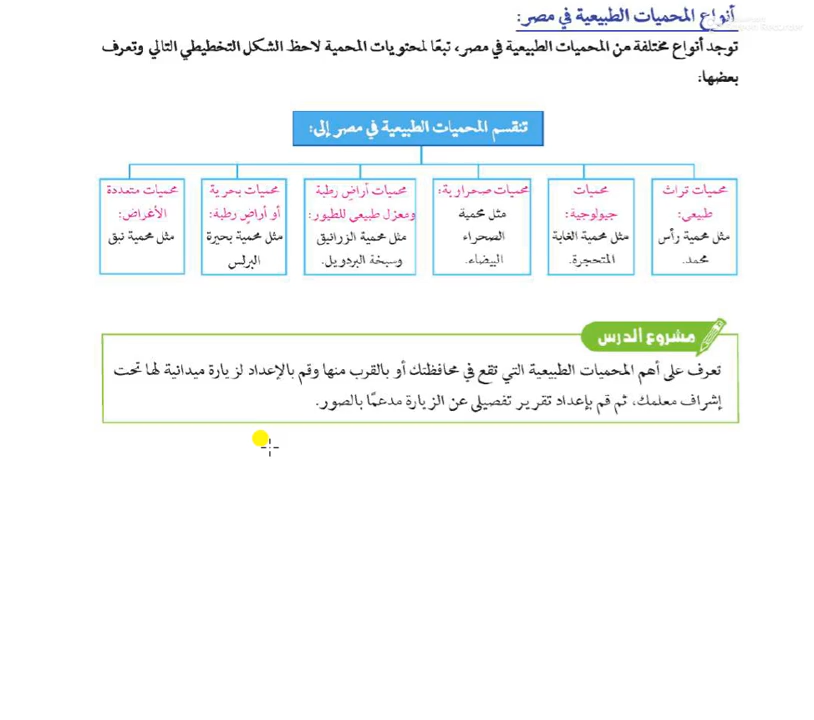 أنواع المحميات الطبيعية في مصر:
توجد أنواع مختلفة من المحميات الطبيعية في مصر، تبعًا لمحتويات المحمية لاحظ الشكل التخطيطي التالي وتعرف
بعضها:
تنقسم المحميات الطبيعية في مصر إلى:
محميات تراث
طبيعي:
مثل محمية رأس
محمد.
محميات
جيولوجية:
مثل محمية الغابة
المتحجرة.
محميات صحراوية:
مثل محمية
الصحراء
البيضاء.
محميات أراضٍ رطبة
ومعزل طبيعي للطيور:
مثل محمية الزرانيق
وسبخة البردويل.
محميات بحرية
أو أراضٍ رطبة:
مثل محمية بحيرة
البرلس
محميات متعددة
الأغراض:
مثل محمية نبق
مشروع الدرس
تعرف على أهم المحميات الطبيعية التي تقع في محافظتك أو بالقرب منها وقم بالإعداد لزيارة ميدانية لها تحت
إشراف معلمك، ثم قم بإعداد تقرير تفصيلي عن الزيارة مدعمًا بالصور.